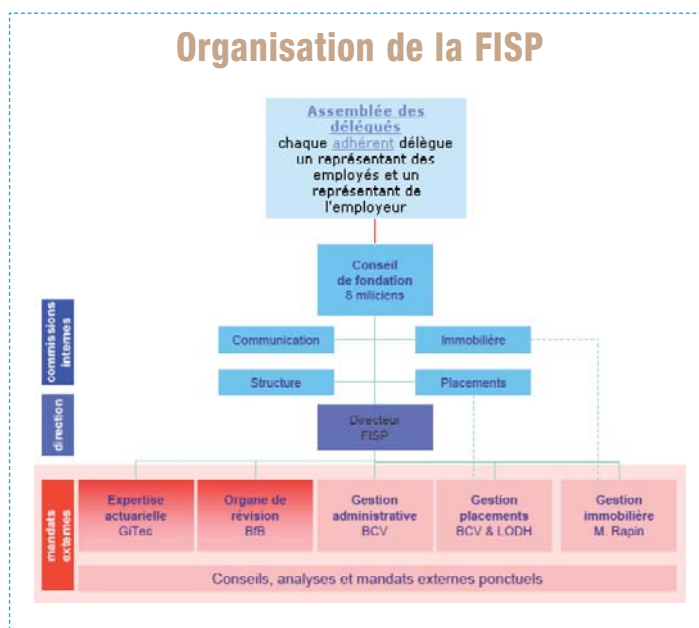 Organisation de la FISP
Assemblée des
délégués
chaque adhérent délègue
un représentant des
employés et un
représentant de
l'employeur
Conseil
de fondation
8 miliciens
commissions
internes
Communication
Immobilière
Structure
Placements
direction
Directeur
FISP
mandats
externes
Expertise
actuarielle
GiTec
Organe de
révision
BfB
Gestion
administrative
BCV
Gestion
placements
BCV & LODH
Gestion
immobilière
M. Rapin
Conseils, analyses et mandats externes ponctuels